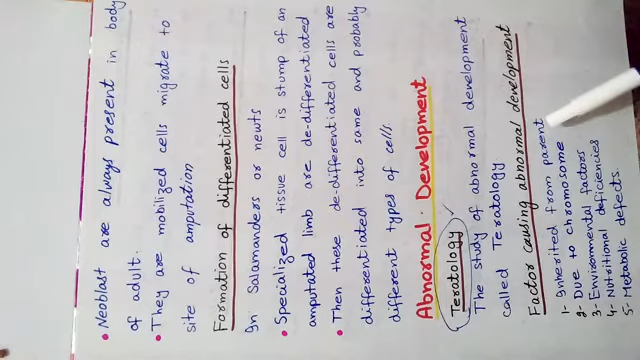 • Neoblast are always present in body
of adult.
• They are mobilized cells migrate to
site of amputation
Formation of differentiated cells
In Salamanders or newts
• Specialized tissue cell is stump of an
amputated limb are de-differentiated
• Then these de-differentiated cells are
differentiated into same and probably
different types of cells.
Abnormal Development
Teratology
The study of abnormal development
called Teratology
Factor causing abnormal development
1- Inherited from parent
2- Due to chromosome
3- Environmental factors
4- Nutritional deficiencies
5- Metabolic defects.